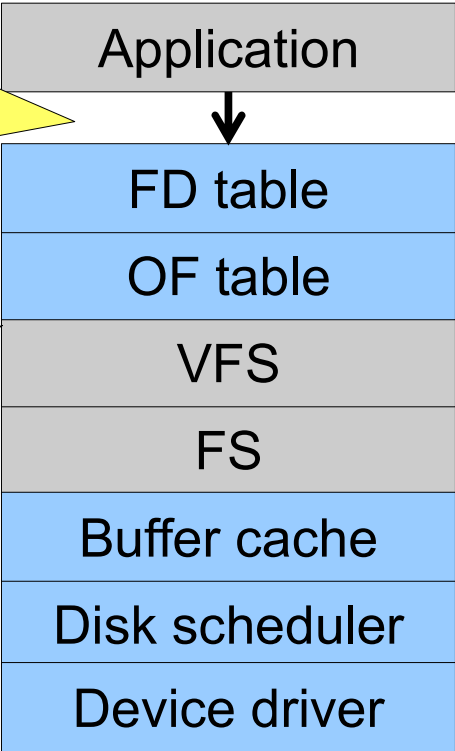 Application
FD table
OF table
VFS
FS
Buffer cache
Disk scheduler
Device driver